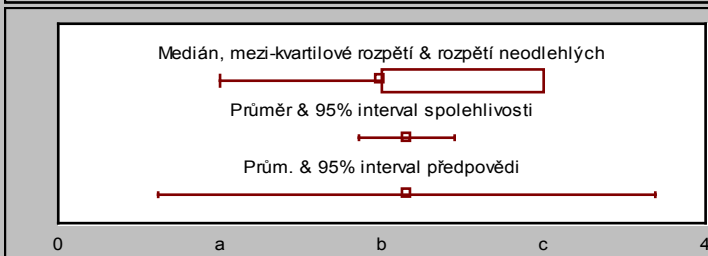 Medián, mezi-kvartilové rozpětí & rozpětí neodlehlých
Průměr & 95% interval spolehlivosti
Prům. & 95% interval předpovědi
0 a b c 4